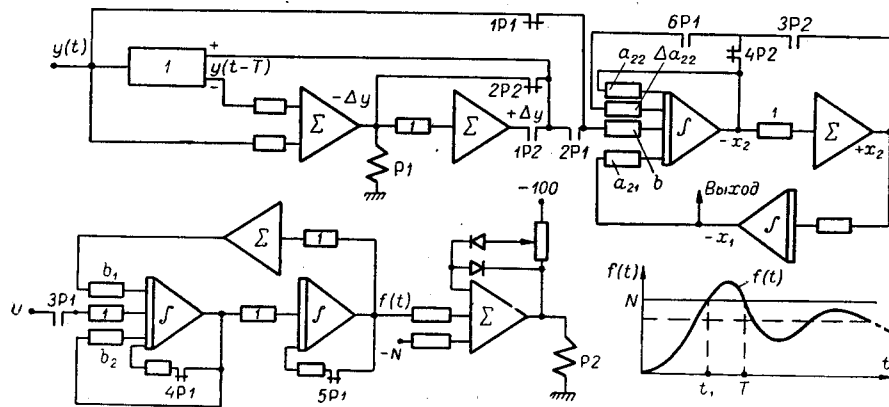 y(t)
1
+
y(t-T)
-
1P1
2P2
-Δy
Σ
1
Σ
+Δy
1P2
2P1
P1
6P1
3P2
4P2
a₂₂
Δa₂₂
a₂₁
b
∫
-x₂
1
Σ
+x₂
Выход
-x₁
∫
Σ
1
U
3P1
b₁
1
b₂
∫
4P1
1
∫
5P1
f(t)
-N
-100
Σ
P2
f(t)
N
f(t)
t₁
T
t